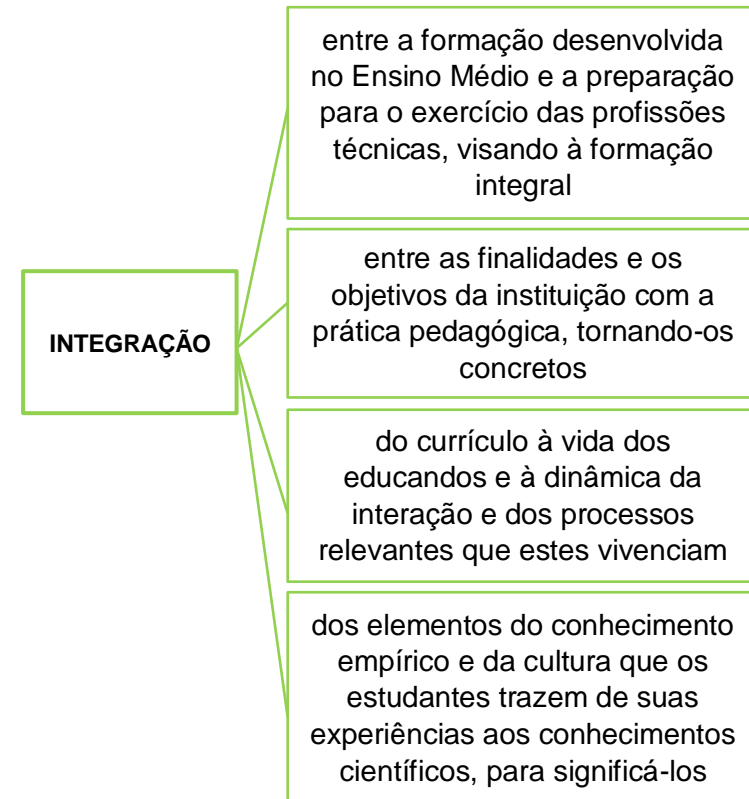 INTEGRAÇÃO
entre a formação desenvolvida
no Ensino Médio e a preparação
para o exercício das profissões
técnicas, visando à formação
integral
entre as finalidades e os
objetivos da instituição com a
prática pedagógica, tornando-os
concretos
do currículo à vida dos
educandos e à dinâmica da
interação e dos processos
relevantes que estes vivenciam
dos elementos do conhecimento
empírico e da cultura que os
estudantes trazem de suas
experiências aos conhecimentos
científicos, para significá-los